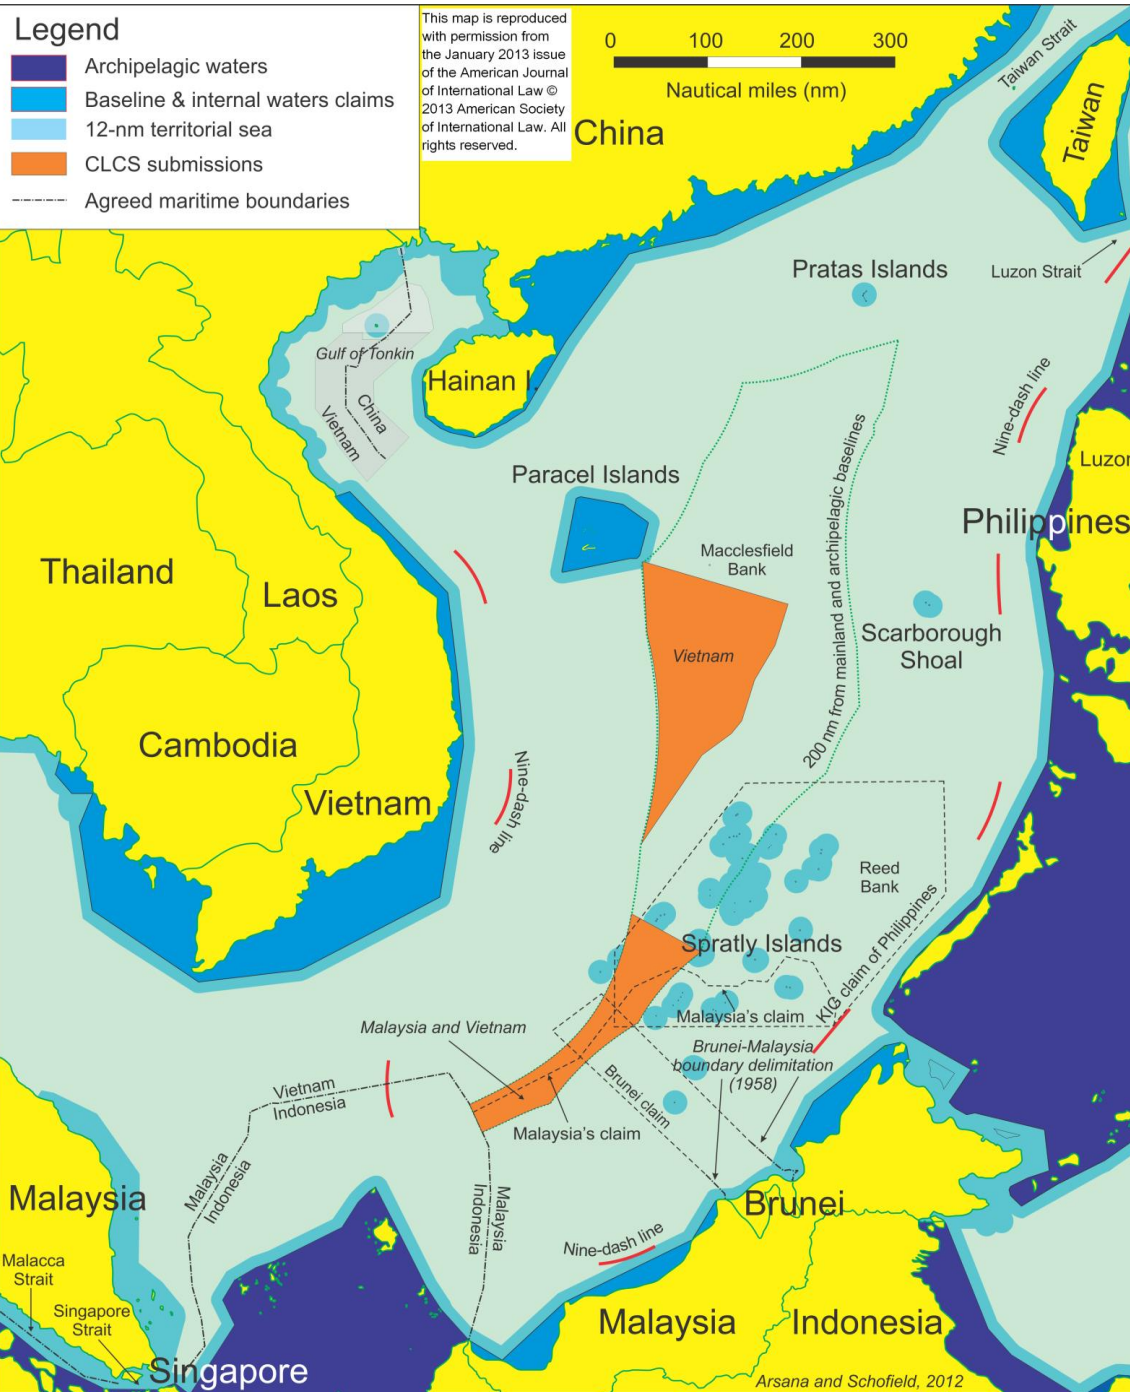 Legend
Archipelagic waters
Baseline & internal waters claims
12-nm territorial sea
CLCS submissions
Agreed maritime boundaries
This map is reproduced
with permission from
the January 2013 issue
of the American Journal
of International Law ©
2013 American Society
of International Law. All
rights reserved.
0 100 200 300
Nautical miles (nm)
China
Taiwan Strait
Taiwan
Pratas Islands
Luzon Strait
Gulf of Tonkin
Hainan I.
China
Vietnam
Nine-dash line
Luzon
Paracel Islands
Philippines
Macclesfield
Bank
200 nm from mainland and archipelagic baselines
Thailand
Laos
Scarborough
Shoal
Vietnam
Cambodia
Vietnam
Nine-dash line
Reed
Bank
Spratly Islands
KIG claim of Philippines
Malaysia's claim
Malaysia and Vietnam
Brunei-Malaysia
boundary delimitation
(1958)
Vietnam
Indonesia
Brunei claim
Malaysia's claim
Malaysia
Indonesia
Malaysia
Indonesia
Malaysia
Brunei
Nine-dash line
Malacca
Strait
Singapore
Strait
Malaysia
Indonesia
Singapore
Arsana and Schofield, 2012